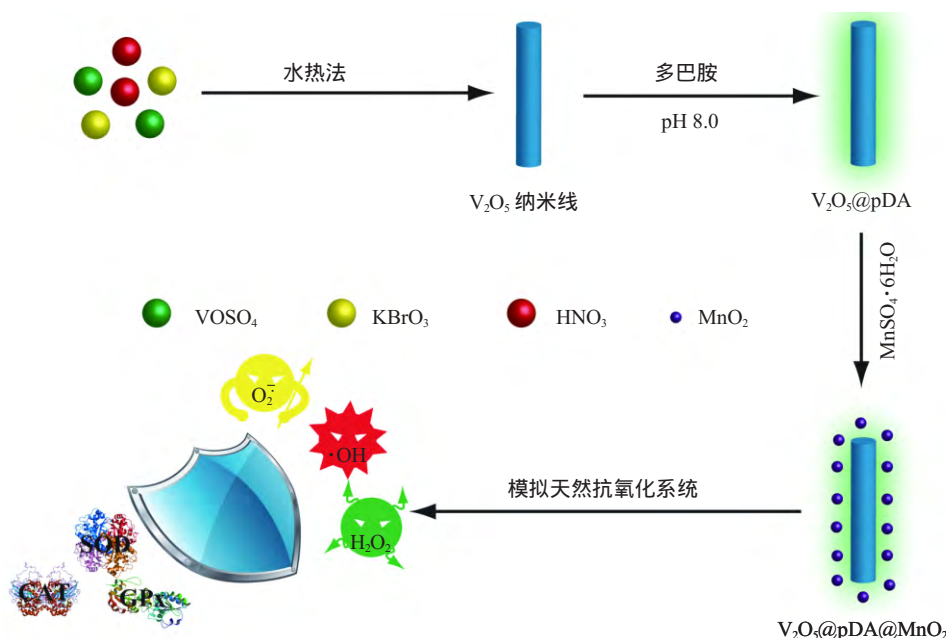 水热法
多巴胺
pH 8.0
V₂O₅ 纳米线
V₂O₅@pDA
MnSO₄·6H₂O
VOSO₄
KBrO₃
HNO₃
MnO₂
O₂⁻·
·OH
H₂O₂
模拟天然抗氧化系统
SOD
CAT
GPx
V₂O₅@pDA@MnO₂